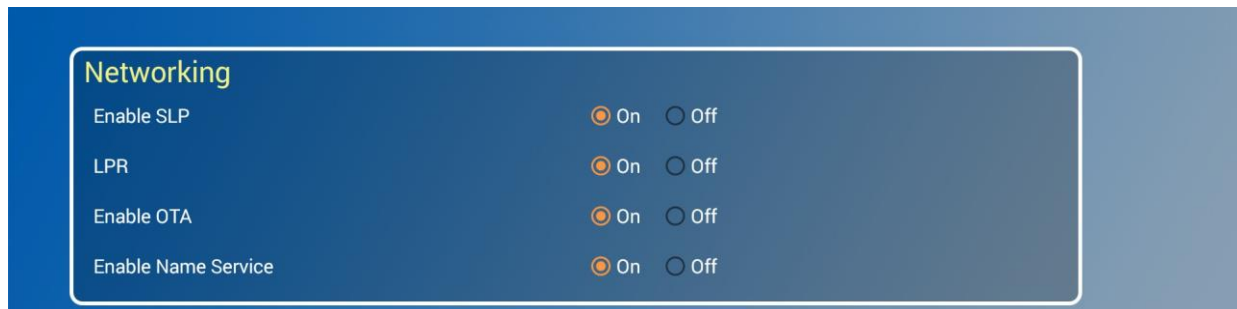 Networking
Enable SLP On Off
LPR On Off
Enable OTA On Off
Enable Name Service On Off